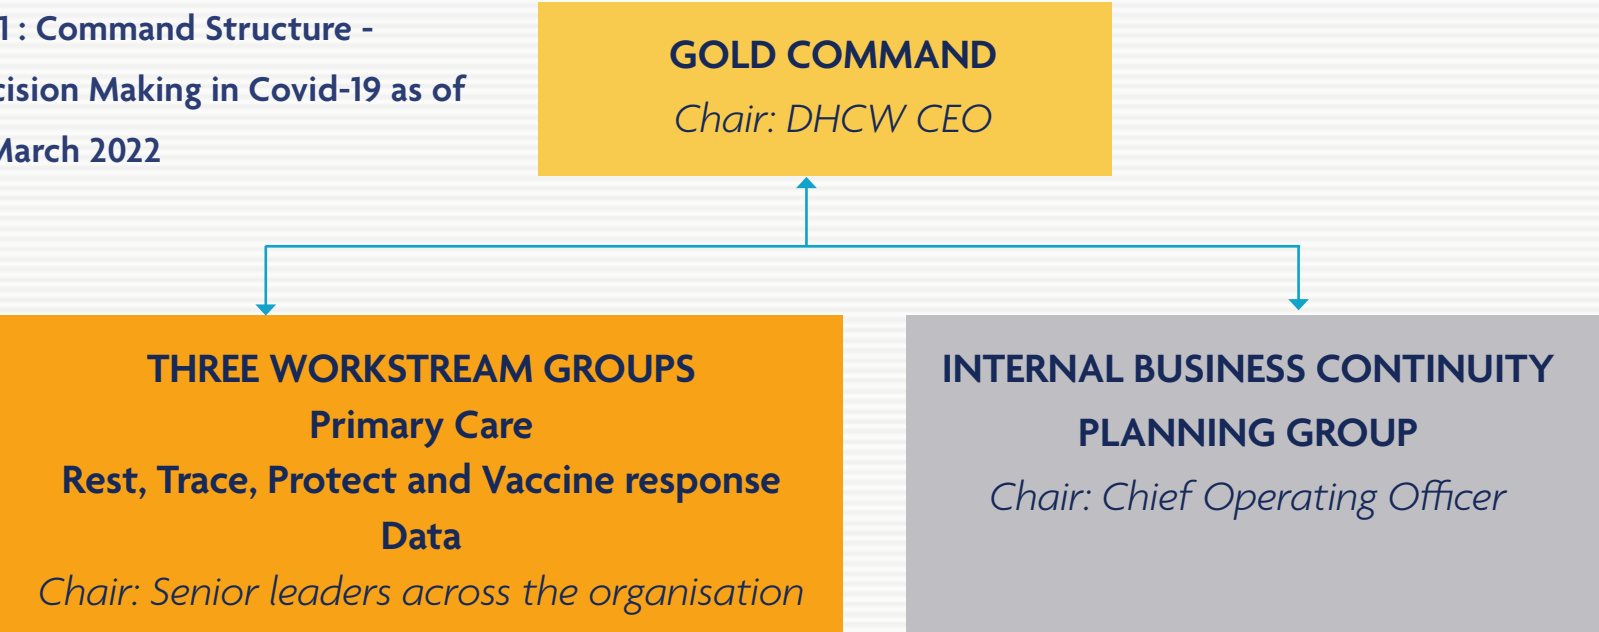 1 : Command Structure -
Making in Covid-19 as of
March 2022
GOLD COMMAND
Chair: DHCW CEO
THREE WORKSTREAM GROUPS
Primary Care
Rest, Trace, Protect and Vaccine response
Data
Chair: Senior leaders across the organisation
INTERNAL BUSINESS CONTINUITY
PLANNING GROUP
Chair: Chief Operating Officer